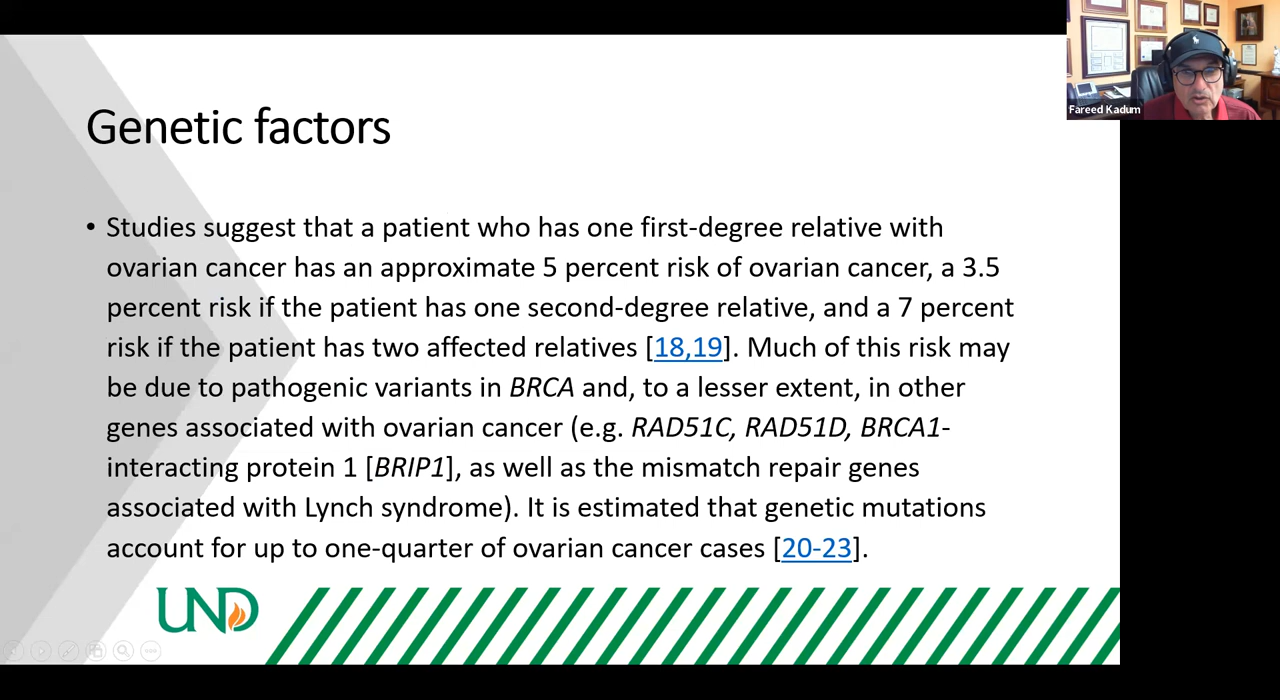 Fareed Kadum
Genetic factors
• Studies suggest that a patient who has one first-degree relative with
ovarian cancer has an approximate 5 percent risk of ovarian cancer, a 3.5
percent risk if the patient has one second-degree relative, and a 7 percent
risk if the patient has two affected relatives [18,19]. Much of this risk may
be due to pathogenic variants in BRCA and, to a lesser extent, in other
genes associated with ovarian cancer (e.g. RAD51C, RAD51D, BRCA1-
interacting protein 1 [BRIP1], as well as the mismatch repair genes
associated with Lynch syndrome). It is estimated that genetic mutations
account for up to one-quarter of ovarian cancer cases [20-23].
UND